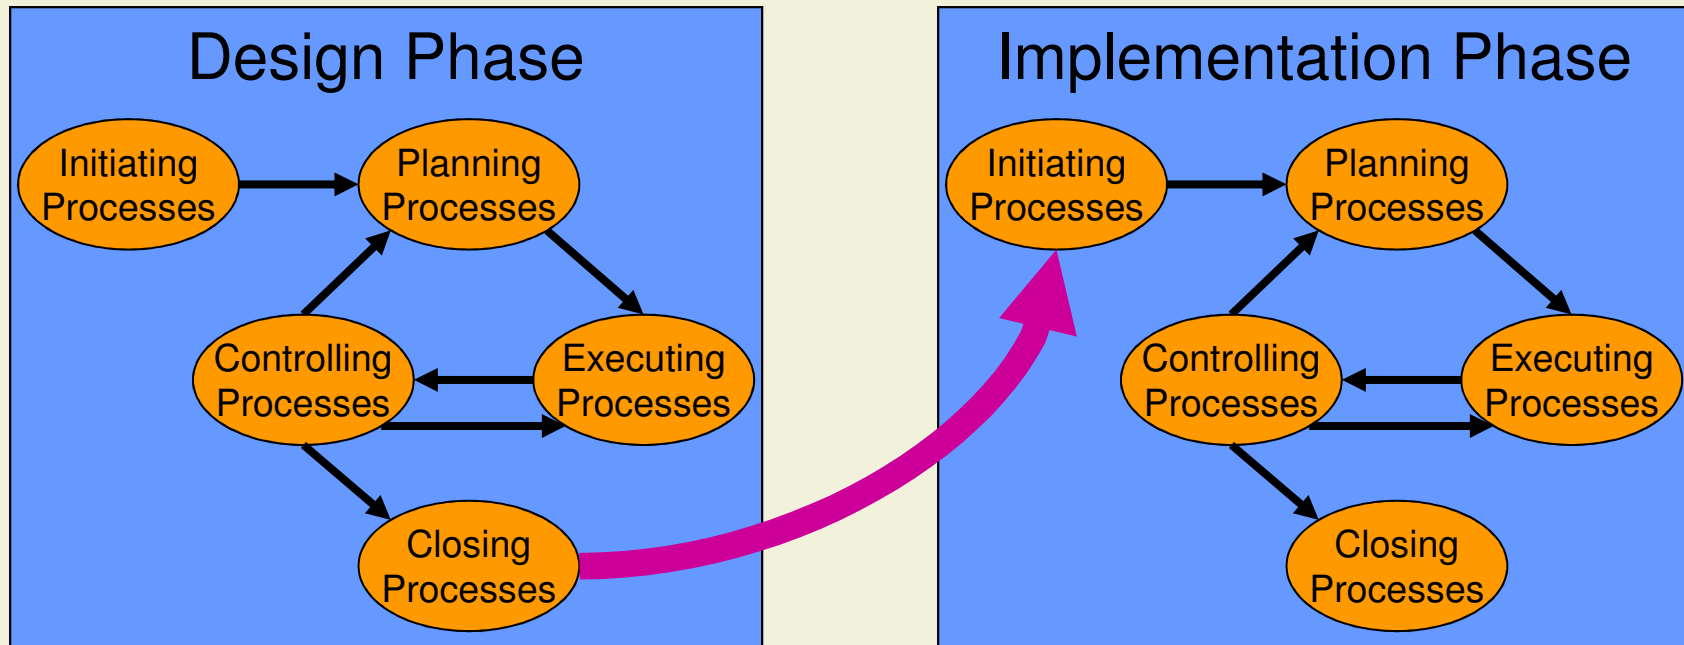 Design Phase
Initiating
Processes
Planning
Processes
Controlling
Processes
Executing
Processes
Closing
Processes
Implementation Phase
Initiating
Processes
Planning
Processes
Controlling
Processes
Executing
Processes
Closing
Processes